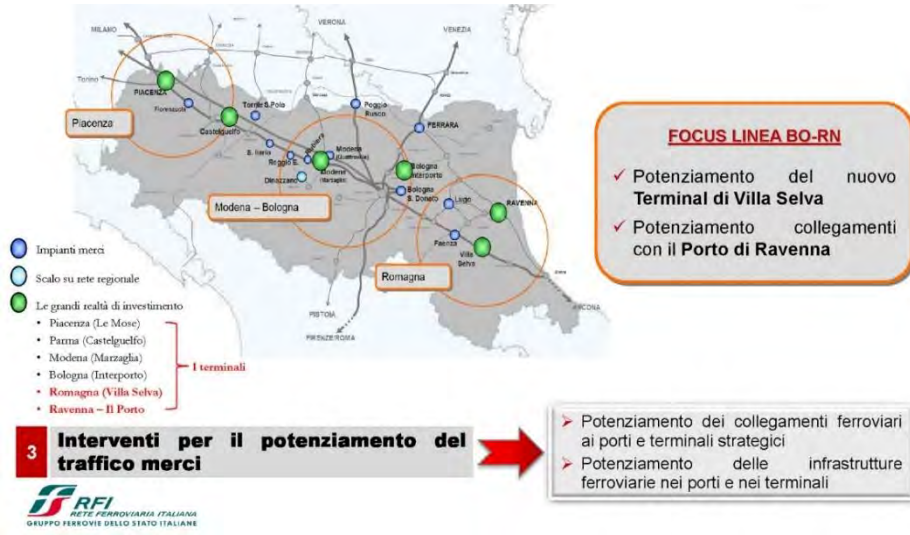 MILANO
VERONA
VENEZIA
Torino
PIACENZA
Fiorenzuola
Torrile S.Polo
Castelguelfo
Poggio
Rusco
FERRARA
Piacenza
S. Ilario
Reggio E.
Rubiera
Modena
Dinazzano
Modena
(Marzaglia)
Bologna
Interporto
Bologna
S. Donato
Modena – Bologna
Lugo
RAVENNA
Faenza
Villa
Selva
Romagna
PISTOIA
FIRENZE/ROMA
ANCONA
FOCUS LINEA BO-RN
✓ Potenziamento del nuovo
Terminal di Villa Selva
✓ Potenziamento collegamenti
con il Porto di Ravenna
Impianti merci
Scalo su rete regionale
Le grandi realtà di investimento
• Piacenza (Le Mose)
• Parma (Castelguelfo)
• Modena (Marzaglia)
• Bologna (Interporto)
• Romagna (Villa Selva)
• Ravenna – Il Porto
I terminali
3
Interventi per il potenziamento del
traffico merci
➢ Potenziamento dei collegamenti ferroviari
ai porti e terminali strategici
➢ Potenziamento delle infrastrutture
ferroviarie nei porti e nei terminali
RFI
RETE FERROVIARIA ITALIANA
GRUPPO FERROVIE DELLO STATO ITALIANE